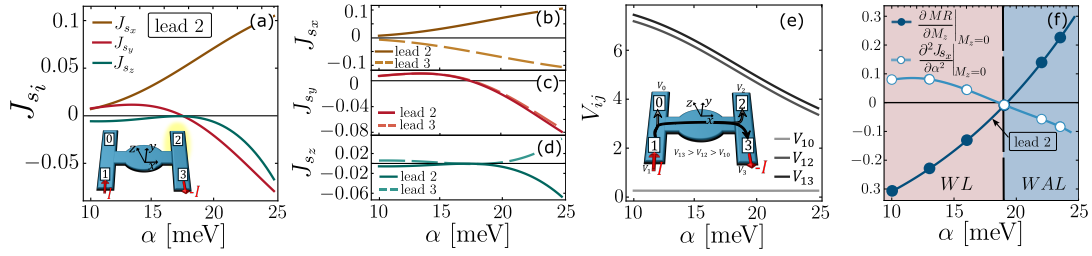 (a)
lead 2
J_{s_x}
J_{s_y}
J_{s_z}
0.1
0.05
0
−0.05
J_{s_i}
0
2
1
3
z y x
I
-I
10 15 20 25
α [meV]
(b)
0.1
0
−0.1
J_{s_x}
lead 2
lead 3
(c)
0
−0.04
−0.08
J_{s_y}
lead 2
lead 3
(d)
0.02
−0.02
−0.06
J_{s_z}
lead 2
lead 3
10 15 20 25
α [meV]
(e)
7
4
1
V_{ij}
V_0
V_2
0
2
z y x
1
3
V_{13} > V_{12} > V_{10}
V_1
V_3
I
-I
V_{10}
V_{12}
V_{13}
10 15 20 25
α [meV]
(f)
0.3
0.2
0.1
0
-0.1
0.2
0.3
∂ MR / ∂M_z |_{M_z=0}
∂²J_{s_x} / ∂α² |_{M_z=0}
lead 2
WL
WAL
10 15 20 25
α [meV]